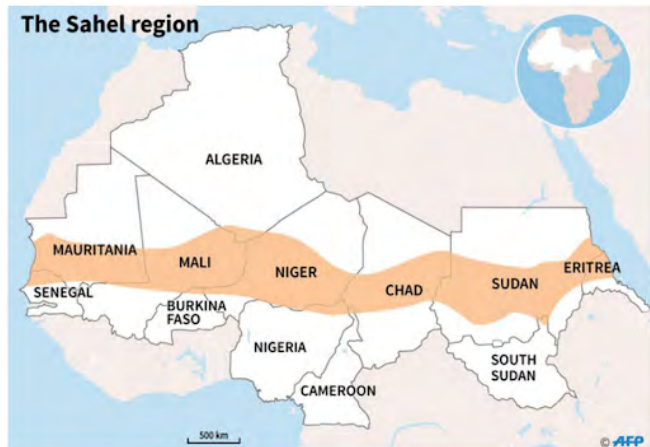 The Sahel region
ALGERIA
MAURITANIA
MALI
NIGER
CHAD
SUDAN
ERITREA
SENEGAL
BURKINA
FASO
NIGERIA
SOUTH
SUDAN
CAMEROON
500 km
© AFP